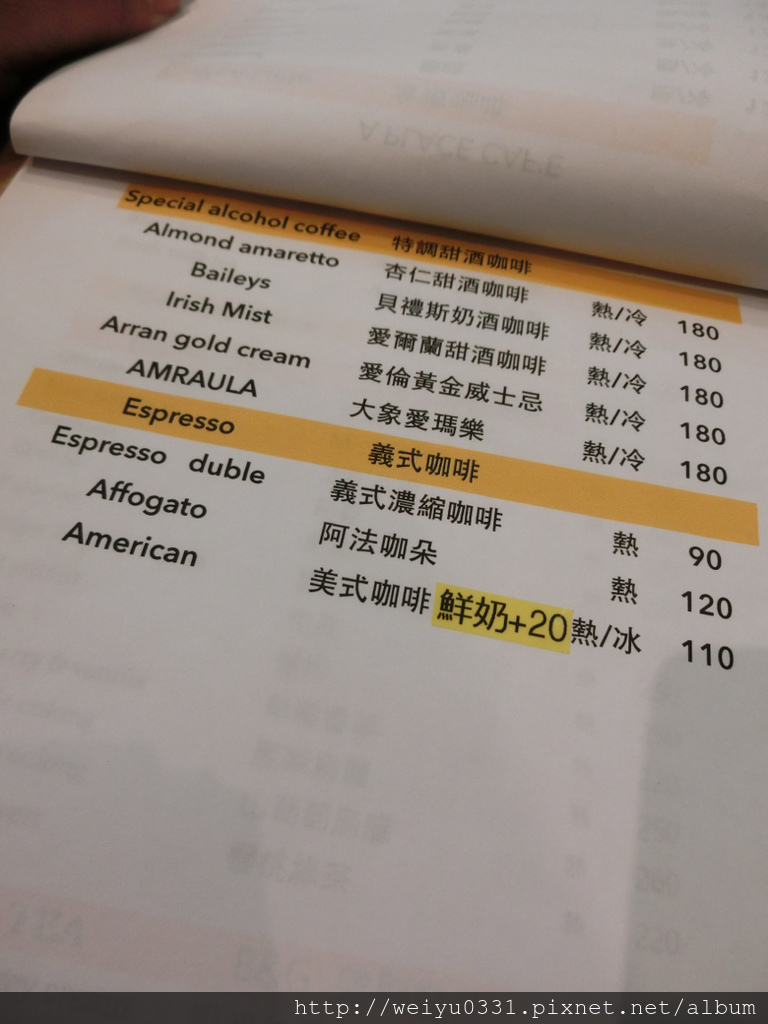 A PLACE CAF'E
Special alcohol coffee 特調甜酒咖啡
Almond amaretto 杏仁甜酒咖啡 熱/冷 180
Baileys 貝禮斯奶酒咖啡 熱/冷 180
Irish Mist 愛爾蘭甜酒咖啡 熱/冷 180
Arran gold cream 愛倫黃金威士忌 熱/冷 180
AMRAULA 大象愛瑪樂 熱/冷 180
Espresso 義式咖啡
Espresso duble 義式濃縮咖啡 熱 90
Affogato 阿法咖朵 熱 120
American 美式咖啡 鮮奶+20 熱/冰 110
http://weiyu0331.pixnet.net/album